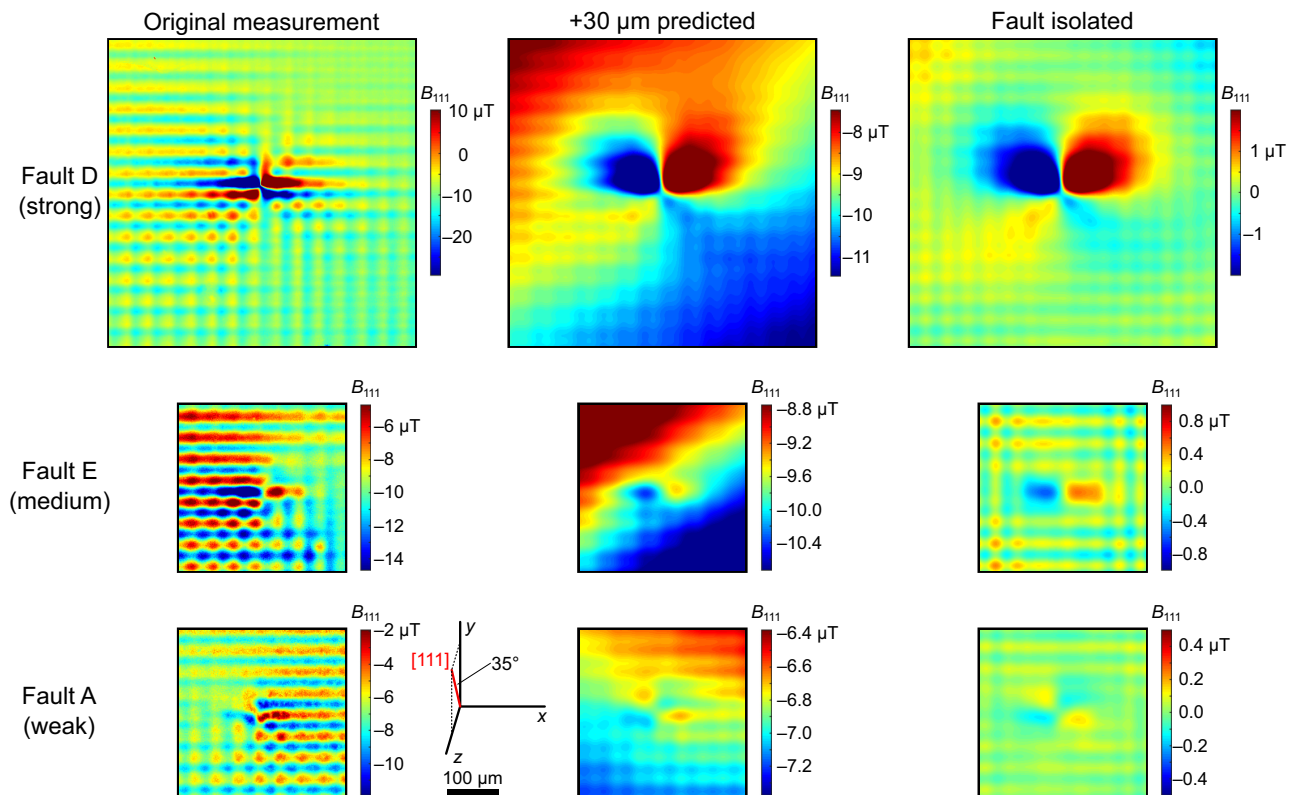 Original measurement
+30 µm predicted
Fault isolated
Fault D
(strong)
B111
10 µT
0
–10
–20
B111
–8 µT
–9
–10
–11
B111
1 µT
0
–1
Fault E
(medium)
B111
–6 µT
–8
–10
–12
–14
B111
–8.8 µT
–9.2
–9.6
–10.0
–10.4
B111
0.8 µT
0.4
0.0
–0.4
–0.8
Fault A
(weak)
B111
–2 µT
–4
–6
–8
–10
y
[111]
35°
x
z
100 µm
B111
–6.4 µT
–6.6
–6.8
–7.0
–7.2
B111
0.4 µT
0.2
0.0
–0.2
–0.4